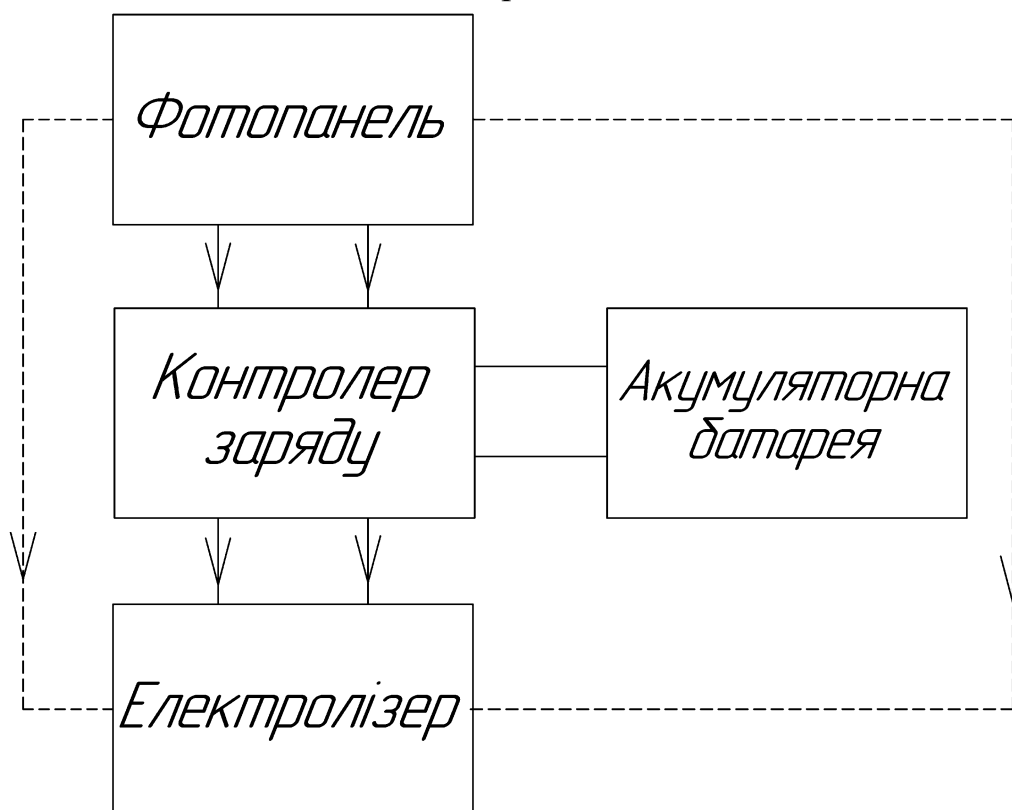 Фотопанель
Контролер
заряду
Акумуляторна
батарея
Електролізер